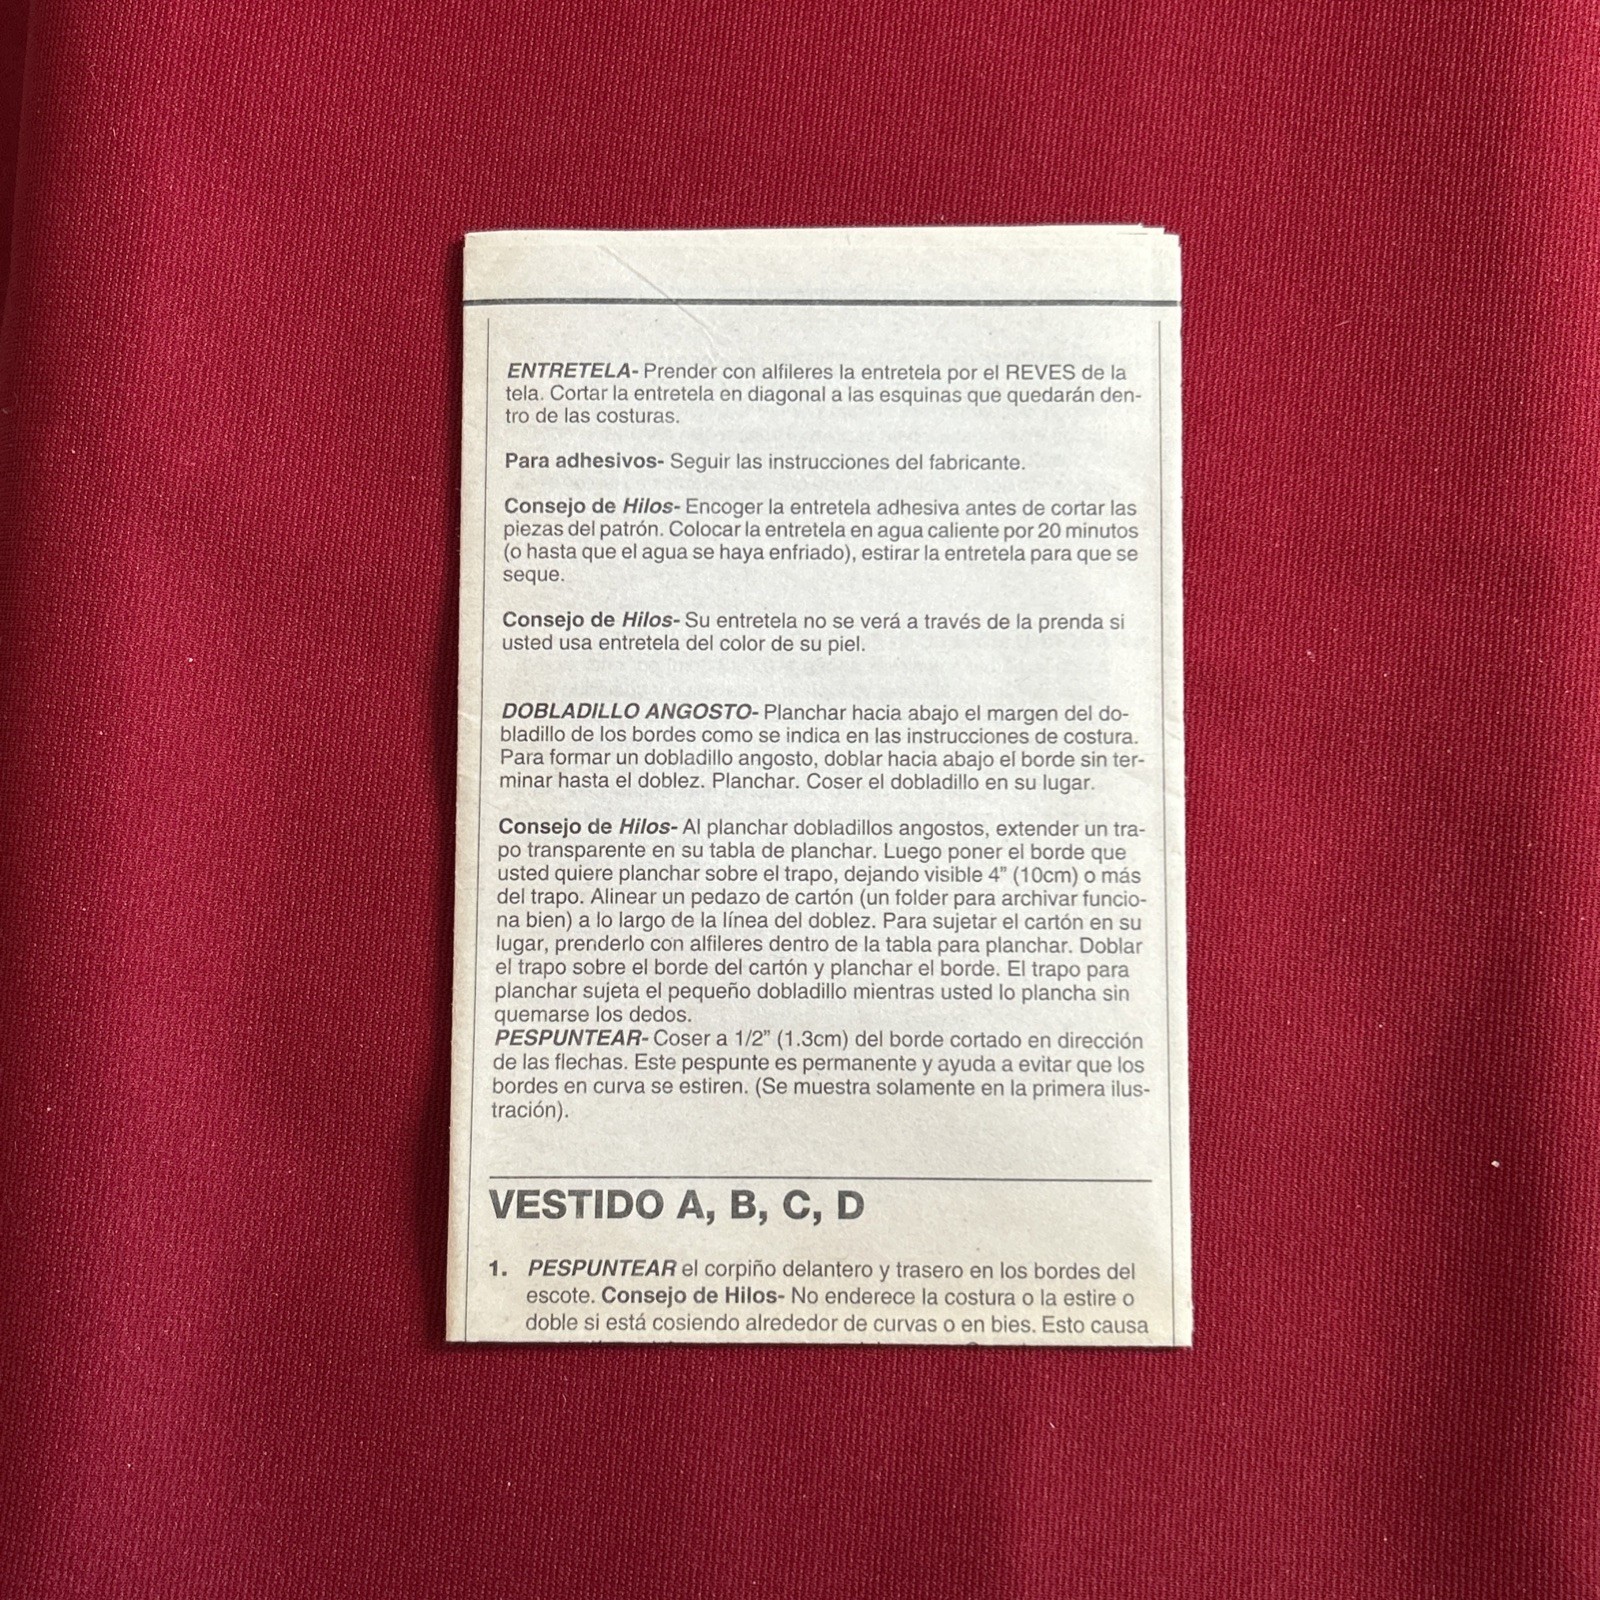 ENTRETELA- Prender con alfileres la entretela por el REVES de la
tela. Cortar la entretela en diagonal a las esquinas que quedarán den-
tro de las costuras.
Para adhesivos- Seguir las instrucciones del fabricante.
Consejo de Hilos- Encoger la entretela adhesiva antes de cortar las
piezas del patrón. Colocar la entretela en agua caliente por 20 minutos
(o hasta que el agua se haya enfriado), estirar la entretela para que se
seque.
Consejo de Hilos- Su entretela no se verá a través de la prenda si
usted usa entretela del color de su piel.
DOBLADILLO ANGOSTO- Planchar hacia abajo el margen del do-
bladillo de los bordes como se indica en las instrucciones de costura.
Para formar un dobladillo angosto, doblar hacia abajo el borde sin ter-
minar hasta el doblez. Planchar. Coser el dobladillo en su lugar.
Consejo de Hilos- Al planchar dobladillos angostos, extender un tra-
po transparente en su tabla de planchar. Luego poner el borde que
usted quiere planchar sobre el trapo, dejando visible 4” (10cm) o más
del trapo. Alinear un pedazo de cartón (un folder para archivar funcio-
na bien) a lo largo de la línea del doblez. Para sujetar el cartón en su
lugar, prenderlo con alfileres dentro de la tabla para planchar. Doblar
el trapo sobre el borde del cartón y planchar el borde. El trapo para
planchar sujeta el pequeño dobladillo mientras usted lo plancha sin
quemarse los dedos.
PESPUNTEAR- Coser a 1/2” (1.3cm) del borde cortado en dirección
de las flechas. Este pespunte es permanente y ayuda a evitar que los
bordes en curva se estiren. (Se muestra solamente en la primera ilus-
tración).
VESTIDO A, B, C, D
1. PESPUNTEAR el corpiño delantero y trasero en los bordes del
escote. Consejo de Hilos- No enderece la costura o la estire o
doble si está cosiendo alrededor de curvas o en bies. Esto causa